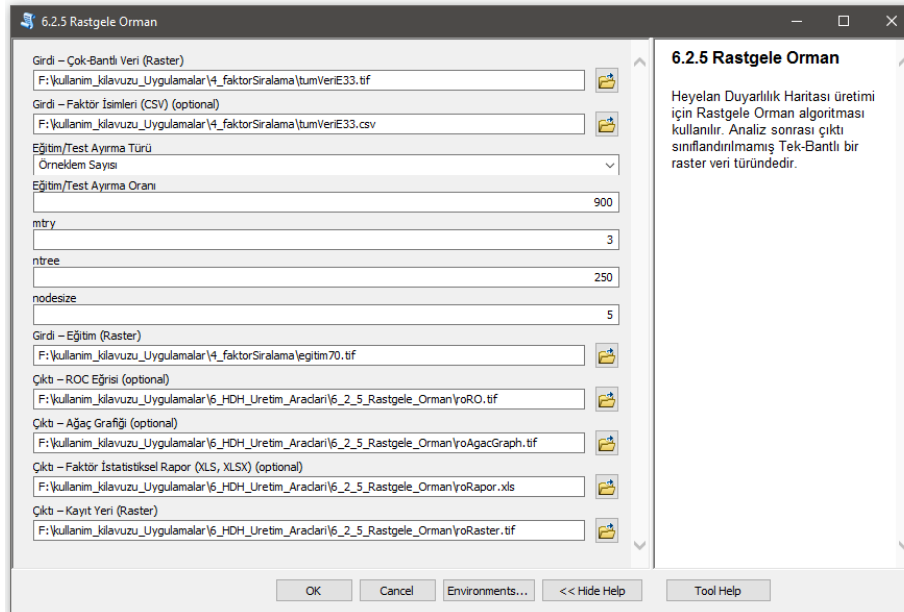 6.2.5 Rastgele Orman
Girdi – Çok-Bantlı Veri (Raster)
F:\kullanim_kilavuzu_Uygulamalar\4_faktorSiralama\tumVeriE33.tif
Girdi – Faktör İsimleri (CSV) (optional)
F:\kullanim_kilavuzu_Uygulamalar\4_faktorSiralama\tumVeriE33.csv
Eğitim/Test Ayırma Türü
Örneklem Sayısı
Eğitim/Test Ayırma Oranı
900
mtry
3
ntree
250
nodesize
5
Girdi – Eğitim (Raster)
F:\kullanim_kilavuzu_Uygulamalar\4_faktorSiralama\egitim70.tif
Çıktı – ROC Eğrisi (optional)
F:\kullanim_kilavuzu_Uygulamalar\6_HDH_Uretim_Araclari\6_2_5_Rastgele_Orman\roRO.tif
Çıktı – Ağaç Grafiği (optional)
F:\kullanim_kilavuzu_Uygulamalar\6_HDH_Uretim_Araclari\6_2_5_Rastgele_Orman\roAgacGraph.tif
Çıktı – Faktör İstatistiksel Rapor (XLS, XLSX) (optional)
F:\kullanim_kilavuzu_Uygulamalar\6_HDH_Uretim_Araclari\6_2_5_Rastgele_Orman\roRapor.xls
Çıktı – Kayıt Yeri (Raster)
F:\kullanim_kilavuzu_Uygulamalar\6_HDH_Uretim_Araclari\6_2_5_Rastgele_Orman\roRaster.tif
6.2.5 Rastgele Orman
Heyelan Duyarlılık Haritası üretimi
için Rastgele Orman algoritması
kullanılır. Analiz sonrası çıktı
sınıflandırılmamış Tek-Bantlı bir
raster veri türündedir.
OK
Cancel
Environments...
<< Hide Help
Tool Help